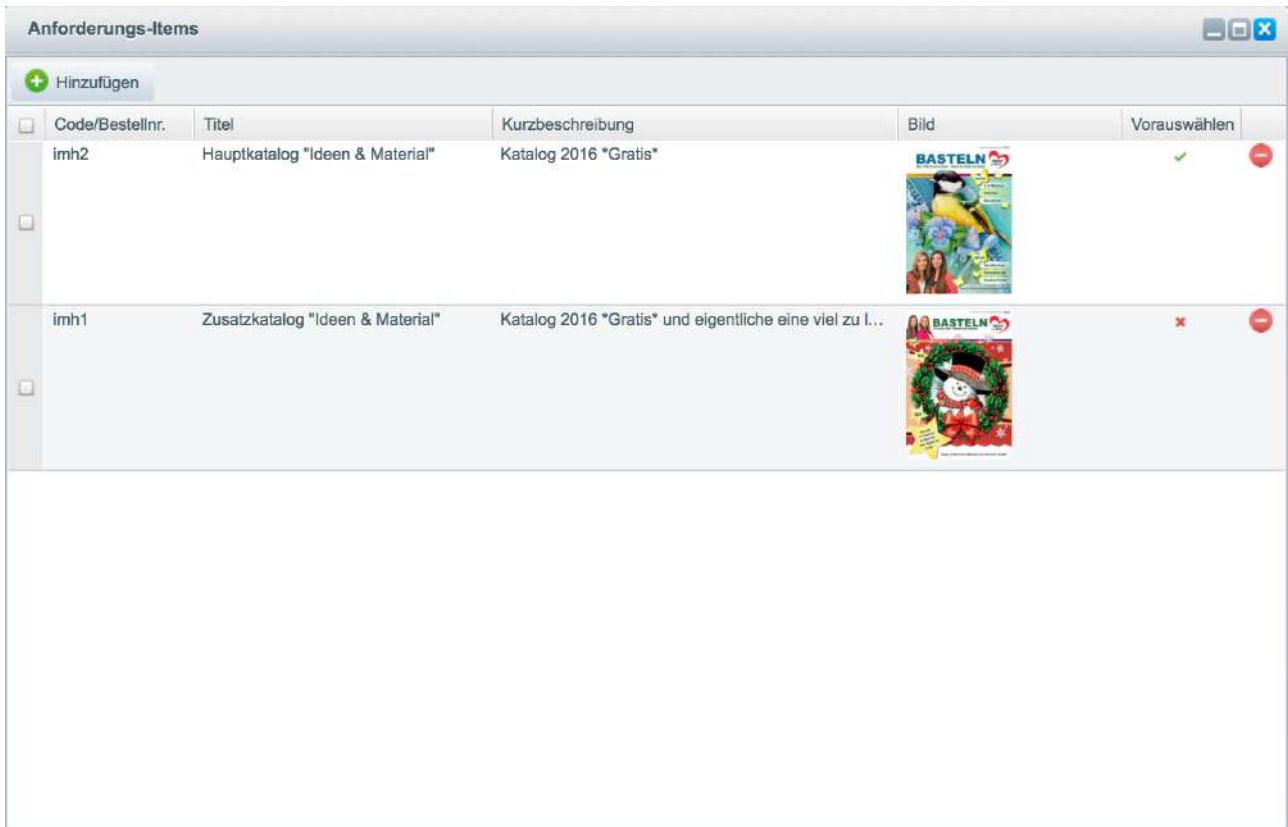 Anforderungs-Items
Hinzufügen
Code/Bestellnr. Titel Kurzbeschreibung Bild Vorauswählen
imh2 Hauptkatalog "Ideen & Material" Katalog 2016 *Gratis*
BASTELN
imh1 Zusatzkatalog "Ideen & Material" Katalog 2016 *Gratis* und eigentliche eine viel zu l...
BASTELN